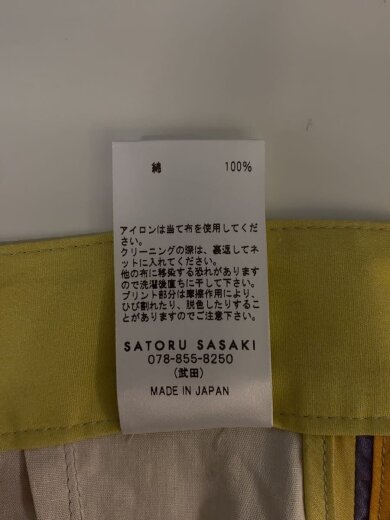 綿 100%
アイロンは当て布を使用してくだ
さい。
クリーニングの際は、裏返してネ
ットに入れてください。
他の布に移染する恐れがあります
ので洗濯後直ちに干して下さい。
プリント部分は摩擦作用により、
ひび割れたり、脱色したりするこ
とがありますのでご注意下さい。
SATORU SASAKI
078-855-8250
(武田)
MADE IN JAPAN